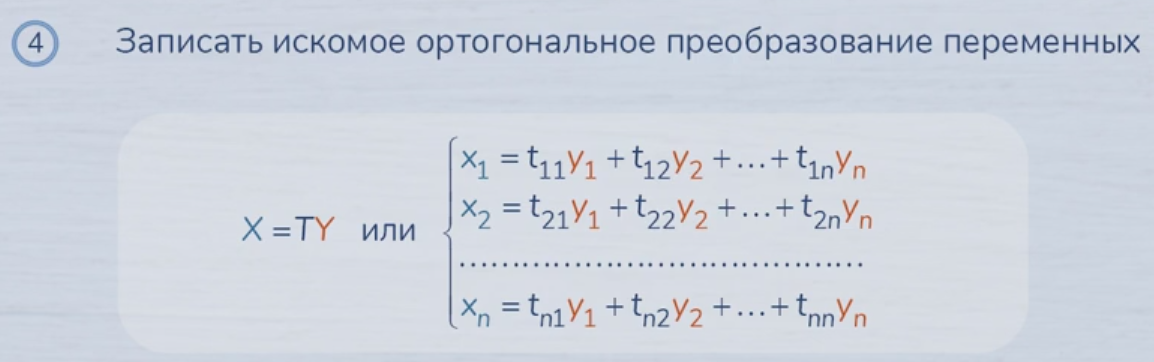 4 Записать искомое ортогональное преобразование переменных
x₁ = t₁₁y₁ + t₁₂y₂ + ... + t₁ₙyₙ
x₂ = t₂₁y₁ + t₂₂y₂ + ... + t₂ₙyₙ
X = TY или
........................................
xₙ = tₙ₁y₁ + tₙ₂y₂ + ... + tₙₙyₙ